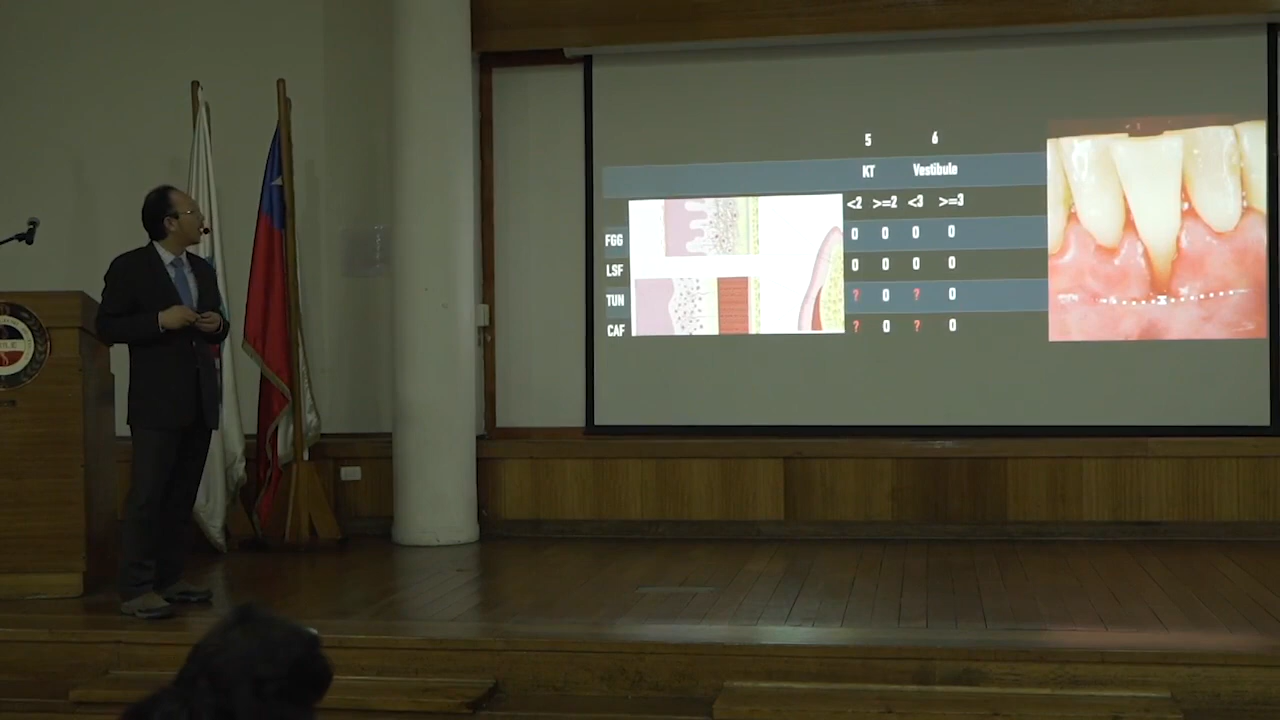 5 6
KT Vestibule
<2 >=2 <3 >=3
FGG 0 0 0 0
LSF 0 0 0 0
TUN ? 0 ? 0
CAF ? 0 ? 0